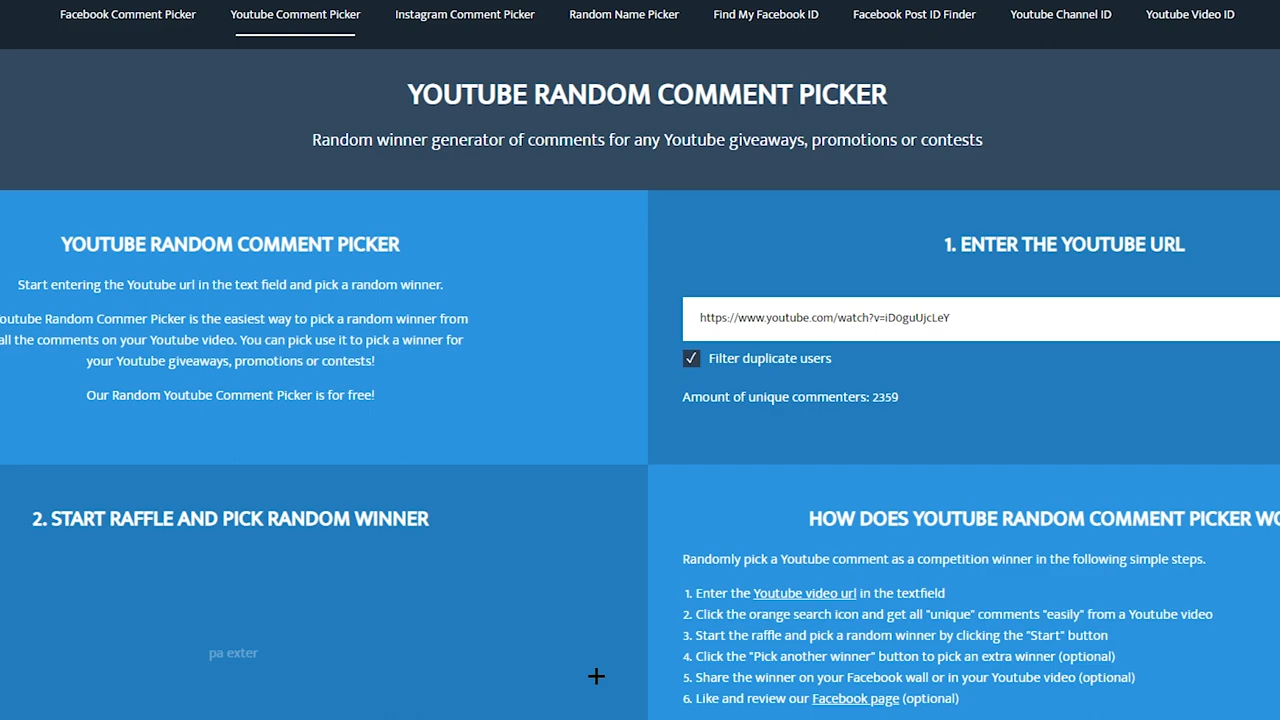 Facebook Comment Picker Youtube Comment Picker Instagram Comment Picker Random Name Picker Find My Facebook ID Facebook Post ID Finder Youtube Channel ID Youtube Video ID
YOUTUBE RANDOM COMMENT PICKER
Random winner generator of comments for any Youtube giveaways, promotions or contests
YOUTUBE RANDOM COMMENT PICKER
Start entering the Youtube url in the text field and pick a random winner.
outube Random Commer Picker is the easiest way to pick a random winner from
all the comments on your Youtube video. You can pick use it to pick a winner for
your Youtube giveaways, promotions or contests!
Our Random Youtube Comment Picker is for free!
1. ENTER THE YOUTUBE URL
https://www.youtube.com/watch?v=iD0guUjcLeY
Filter duplicate users
Amount of unique commenters: 2359
2. START RAFFLE AND PICK RANDOM WINNER
pa exter
HOW DOES YOUTUBE RANDOM COMMENT PICKER WO
Randomly pick a Youtube comment as a competition winner in the following simple steps.
1. Enter the Youtube video url in the textfield
2. Click the orange search icon and get all "unique" comments "easily" from a Youtube video
3. Start the raffle and pick a random winner by clicking the "Start" button
4. Click the "Pick another winner" button to pick an extra winner (optional)
5. Share the winner on your Facebook wall or in your Youtube video (optional)
6. Like and review our Facebook page (optional)